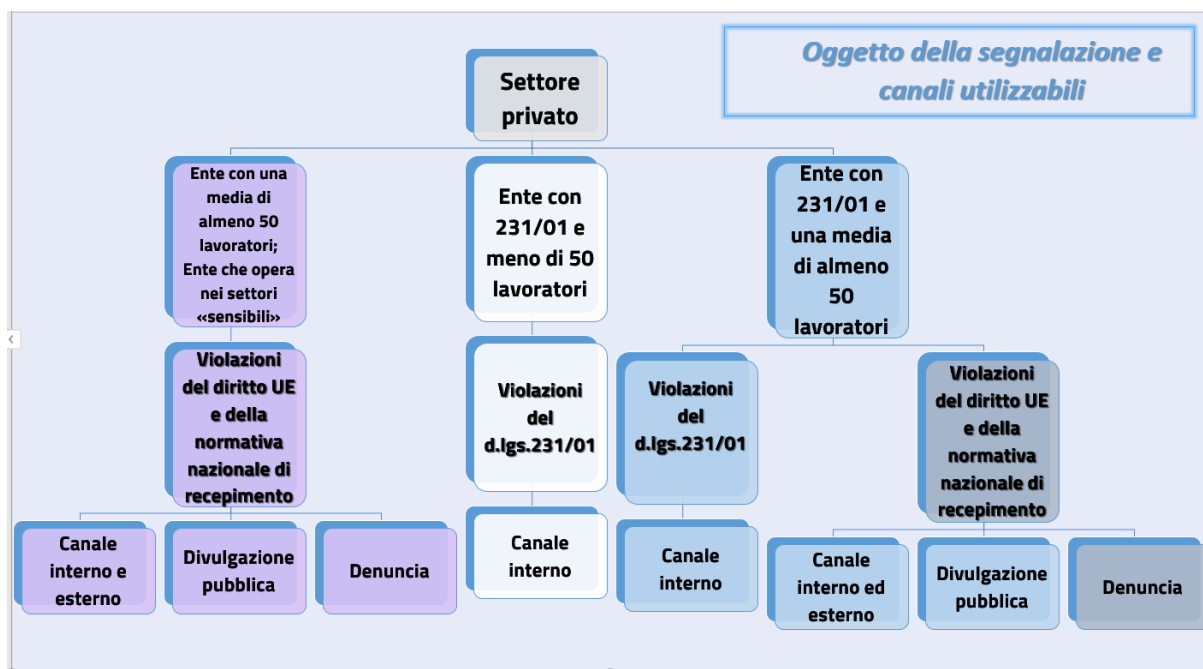 Oggetto della segnalazione e
canali utilizzabili
Settore
privato
Ente con una
media di
almeno 50
lavoratori;
Ente che opera
nei settori
«sensibili»
Ente con
231/01 e
meno di 50
lavoratori
Ente con
231/01 e
una media
di almeno
50
lavoratori
Violazioni
del diritto UE
e della
normativa
nazionale di
recepimento
Violazioni
del
d.lgs.231/01
Violazioni
del
d.lgs.231/01
Violazioni
del diritto UE
e della
normativa
nazionale di
recepimento
Canale
interno e
esterno
Divulgazione
pubblica
Denuncia
Canale
interno
Canale
interno
Canale
interno ed
esterno
Divulgazione
pubblica
Denuncia